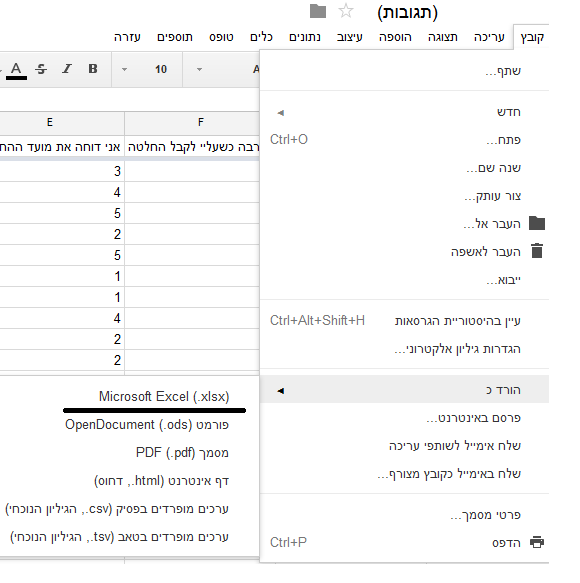 (תגובות)
קובץ עריכה תצוגה הוספה עיצוב נתונים כלים טופס תוספים עזרה
A S I B 10 A
E F
אני דוחה את מועד ההח רבה כשעליי לקבל החלטה
3
4
5
2
5
1
1
4
2
2
שתף...
חדש
פתח... Ctrl+O
שנה שם...
צור עותק...
העבר אל...
העבר לאשפה
ייבוא...
עיין בהיסטוריית הגרסאות Ctrl+Alt+Shift+H
הגדרות גיליון אלקטרוני...
הורד כ
פרסם באינטרנט...
שלח אימייל לשותפי עריכה
שלח באימייל כקובץ מצורף...
פרטי מסמך...
הדפס Ctrl+P
Microsoft Excel (.xlsx)
פורמט OpenDocument (.ods)
מסמך PDF (.pdf)
דף אינטרנט (html., דחוס)
ערכים מופרדים בפסיק (csv., הגיליון הנוכחי)
ערכים מופרדים בטאב (tsv., הגיליון הנוכחי)